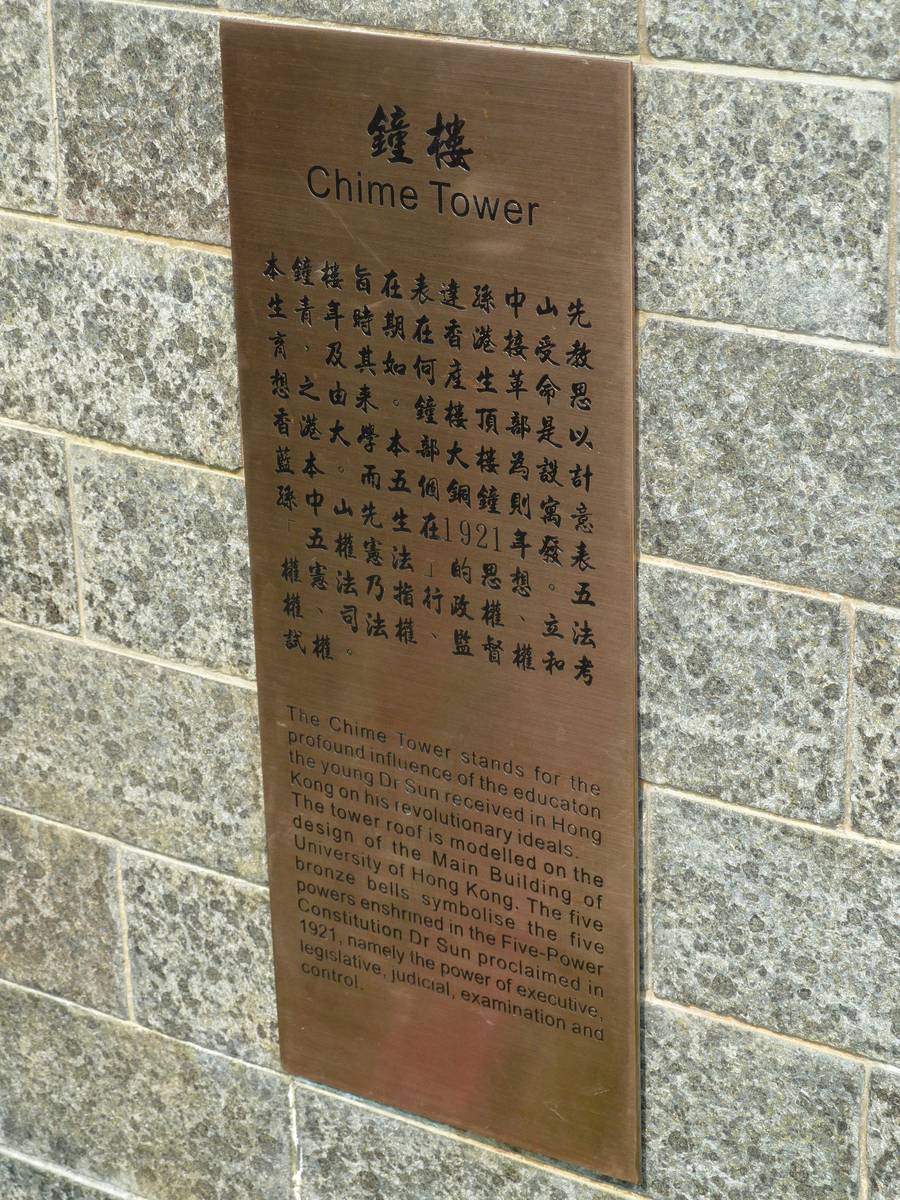 鐘樓
Chime Tower
本鐘樓旨在表達孫中山先
生青年時期在香港接受教
育，及其如何產生革命思
想之由来。鐘樓頂部是以
香港大學本部大樓為設計
藍本。而五個銅鐘則寓意
孫中山先生在1921年發表
「五權憲法」的思想。五
權憲法乃指行政權、立法
權、司法權、監督權和考
試權。
The Chime Tower stands for the
profound influence of the educaton
the young Dr Sun received in Hong
Kong on his revolutionary ideals.
The tower roof is modelled on the
design of the Main Building of
University of Hong Kong. The five
bronze bells symbolise the five
powers enshrined in the Five-Power
Constitution Dr Sun proclaimed in
1921, namely the power of executive,
legislative, judicial, examination and
control.